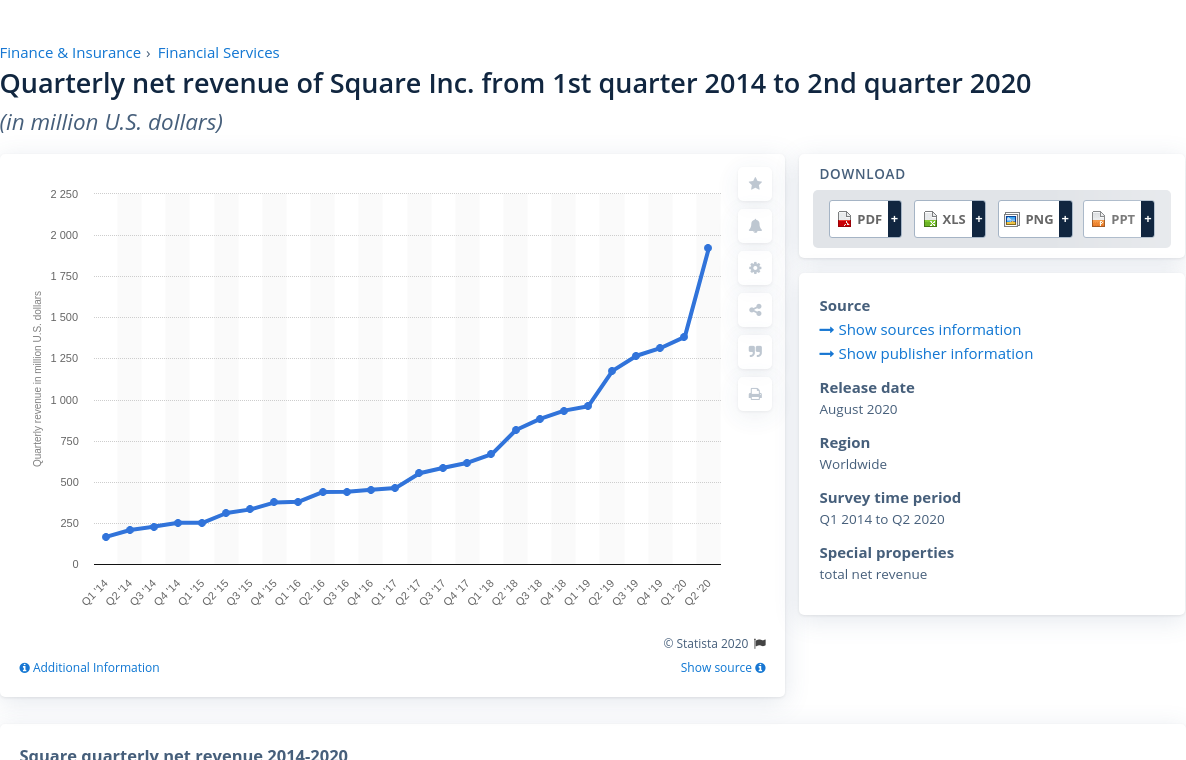 Finance & Insurance › Financial Services
Quarterly net revenue of Square Inc. from 1st quarter 2014 to 2nd quarter 2020
(in million U.S. dollars)
Quarterly revenue in million U.S. dollars
2 250
2 000
1 750
1 500
1 250
1 000
750
500
250
0
Q1 '14
Q2 '14
Q3 '14
Q4 '14
Q1 '15
Q2 '15
Q3 '15
Q4 '15
Q1 '16
Q2 '16
Q3 '16
Q4 '16
Q1 '17
Q2 '17
Q3 '17
Q4 '17
Q1 '18
Q2 '18
Q3 '18
Q4 '18
Q1 '19
Q2 '19
Q3 '19
Q4 '19
Q1 '20
Q2 '20
© Statista 2020
Additional Information
Show source
DOWNLOAD
PDF + XLS + PNG + PPT +
Source
Show sources information
Show publisher information
Release date
August 2020
Region
Worldwide
Survey time period
Q1 2014 to Q2 2020
Special properties
total net revenue
Square quarterly net revenue 2014-2020